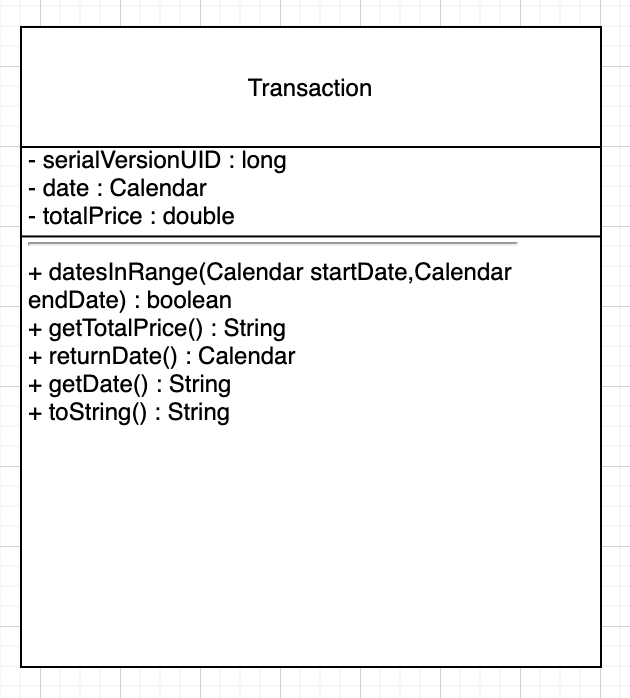 Transaction
- serialVersionUID : long
- date : Calendar
- totalPrice : double
+ datesInRange(Calendar startDate,Calendar
endDate) : boolean
+ getTotalPrice() : String
+ returnDate() : Calendar
+ getDate() : String
+ toString() : String